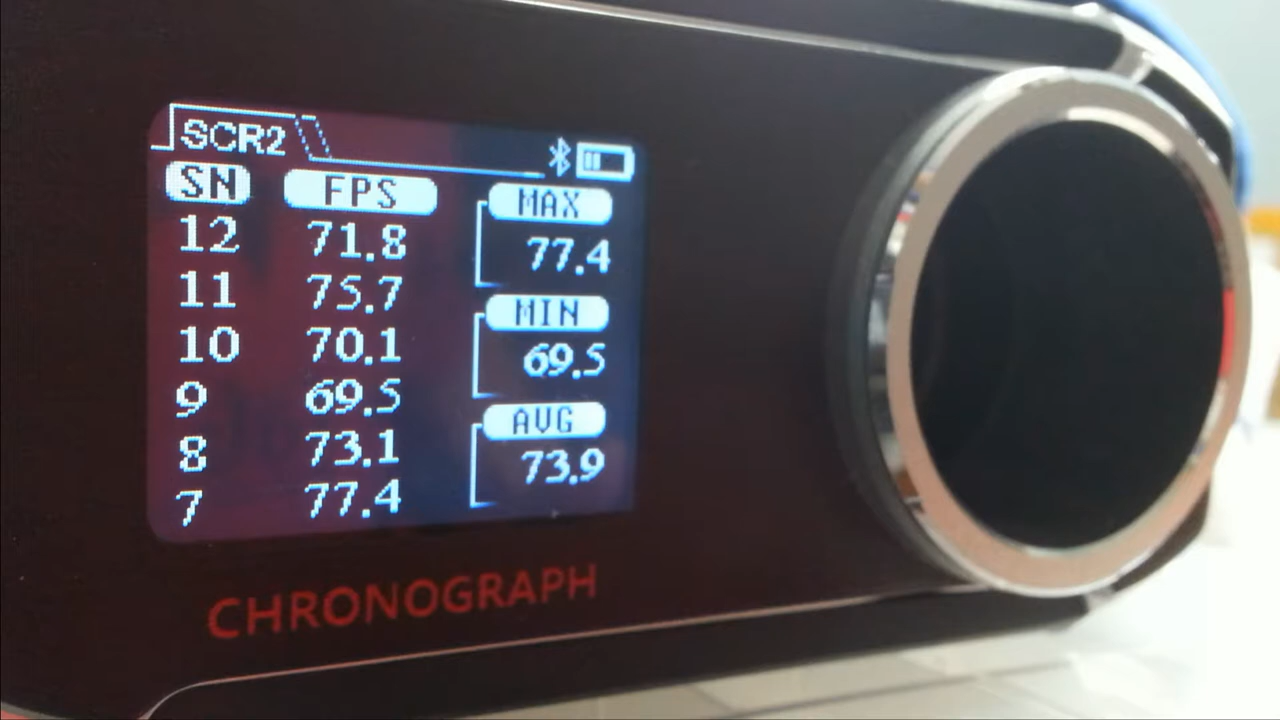 SCR2
SN FPS
12 71.8
11 75.7
10 70.1
9 69.5
8 73.1
7 77.4
MAX
77.4
MIN
69.5
AVG
73.9
CHRONOGRAPH